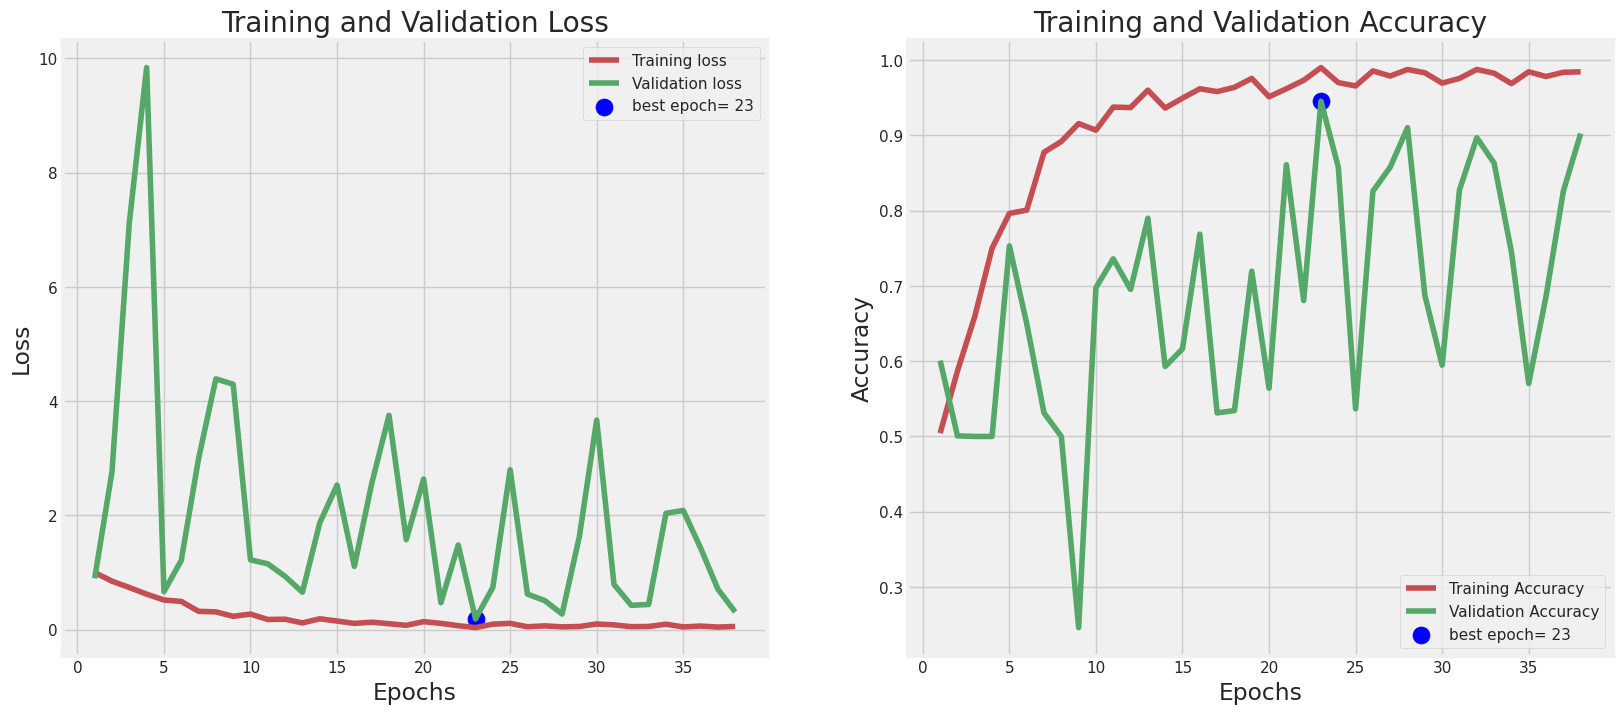 Training and Validation Loss
Training loss
Validation loss
best epoch= 23
10
8
6
4
2
0
Loss
0
5
10
15
20
25
30
35
Epochs
Training and Validation Accuracy
1.0
0.9
0.8
0.7
0.6
0.5
0.4
0.3
Accuracy
Training Accuracy
Validation Accuracy
best epoch= 23
0
5
10
15
20
25
30
35
Epochs